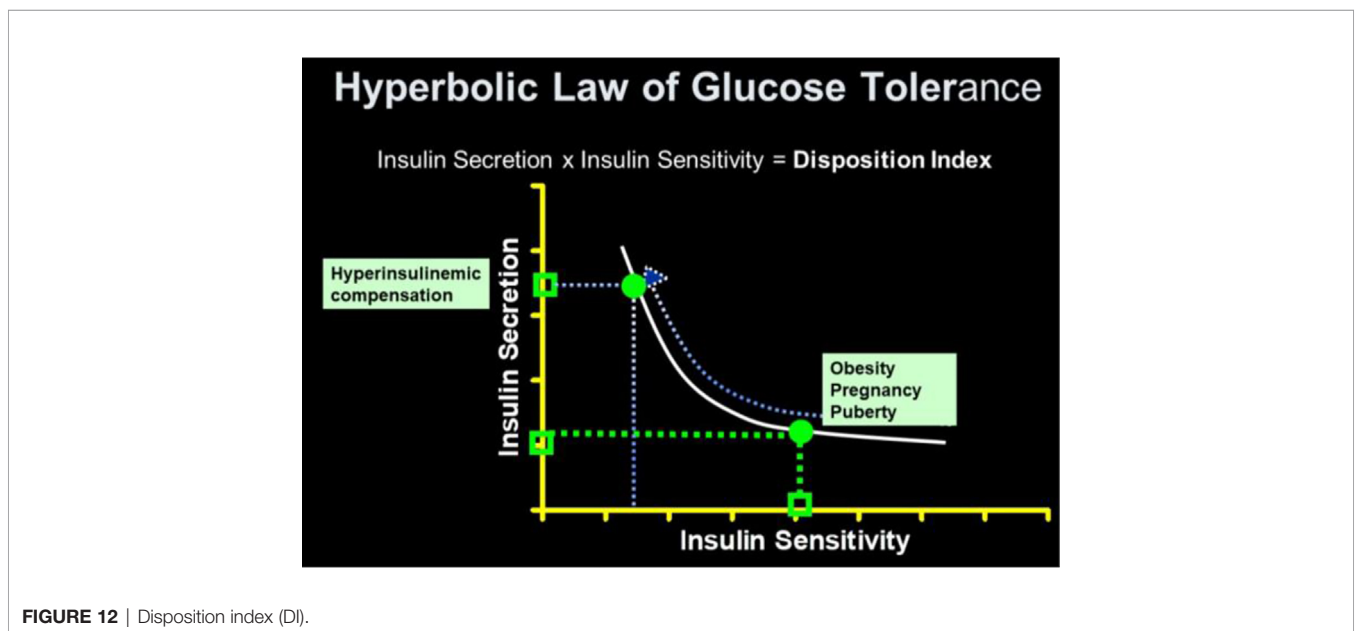 Hyperbolic Law of Glucose Tolerance
Insulin Secretion x Insulin Sensitivity = Disposition Index
Hyperinsulinemic
compensation
Insulin Secretion
Obesity
Pregnancy
Puberty
Insulin Sensitivity
FIGURE 12 | Disposition index (DI).